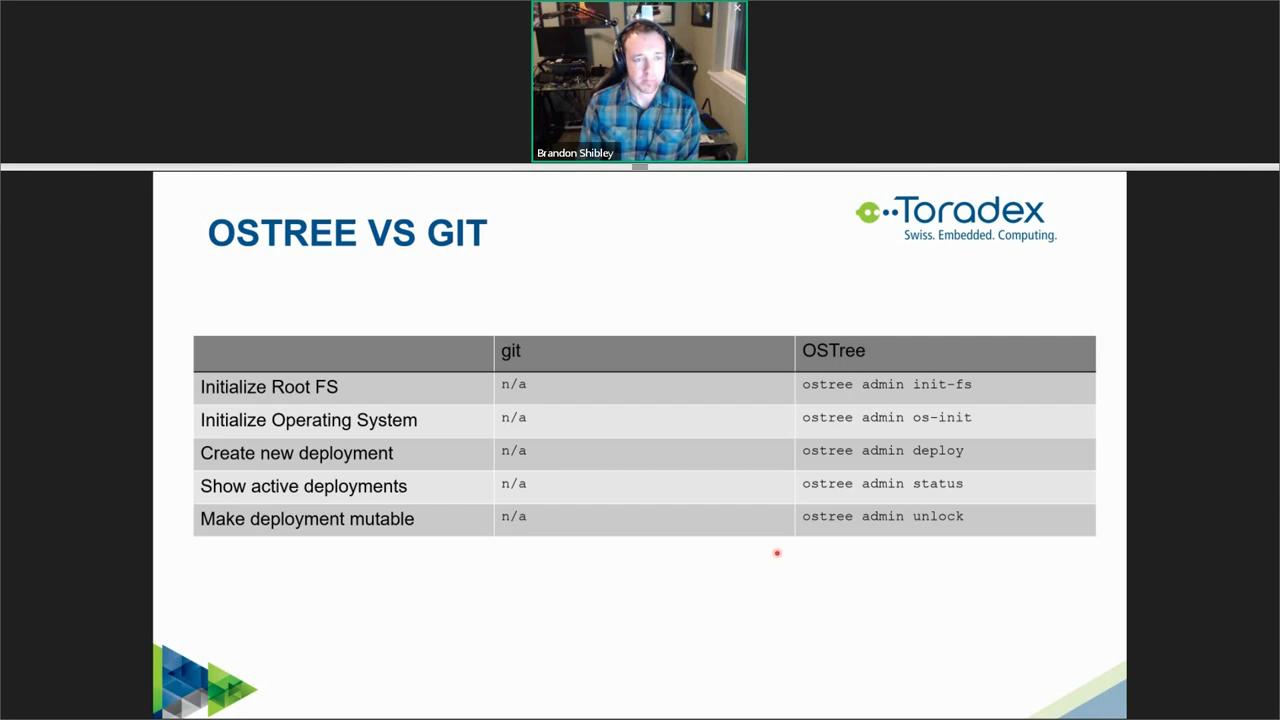 Brandon Shibley
OSTREE VS GIT
Toradex
Swiss. Embedded. Computing.
git OSTree
Initialize Root FS n/a ostree admin init-fs
Initialize Operating System n/a ostree admin os-init
Create new deployment n/a ostree admin deploy
Show active deployments n/a ostree admin status
Make deployment mutable n/a ostree admin unlock